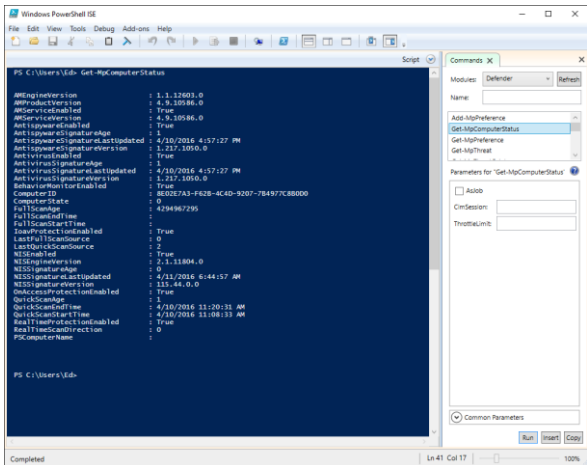 Windows PowerShell ISE
File Edit View Tools Debug Add-ons Help
Script
PS C:\Users\Ed> Get-MpComputerStatus
AMEngineVersion : 1.1.12603.0
AMProductVersion : 4.9.10586.0
AMServiceEnabled : True
AMServiceVersion : 4.9.10586.0
AntispywareEnabled : True
AntispywareSignatureAge : 1
AntispywareSignatureLastUpdated : 4/10/2016 4:57:27 PM
AntispywareSignatureVersion : 1.217.1050.0
AntivirusEnabled : True
AntivirusSignatureAge : 1
AntivirusSignatureLastUpdated : 4/10/2016 4:57:27 PM
AntivirusSignatureVersion : 1.217.1050.0
BehaviorMonitorEnabled : True
ComputerID : 8E02E7A3-F62B-4C4D-9207-7B4977C8B0D0
ComputerState : 0
FullScanAge : 4294967295
FullScanEndTime :
FullScanStartTime :
IoavProtectionEnabled : True
LastFullScanSource : 0
LastQuickScanSource : 2
NISEnabled : True
NISEngineVersion : 2.1.11804.0
NISSignatureAge : 0
NISSignatureLastUpdated : 4/11/2016 6:44:57 AM
NISSignatureVersion : 115.44.0.0
OnAccessProtectionEnabled : True
QuickScanAge : 1
QuickScanEndTime : 4/10/2016 11:20:31 AM
QuickScanStartTime : 4/10/2016 11:08:33 AM
RealTimeProtectionEnabled : True
RealTimeScanDirection : 0
PSComputerName :
PS C:\Users\Ed>
Commands X
Modules: Defender Refresh
Name:
Add-MpPreference
Get-MpComputerStatus
Get-MpPreference
Get-MpThreat
Parameters for "Get-MpComputerStatus"
AsJob
CimSession:
ThrottleLimit:
Common Parameters
Run Insert Copy
Completed
Ln 41 Col 17
100%